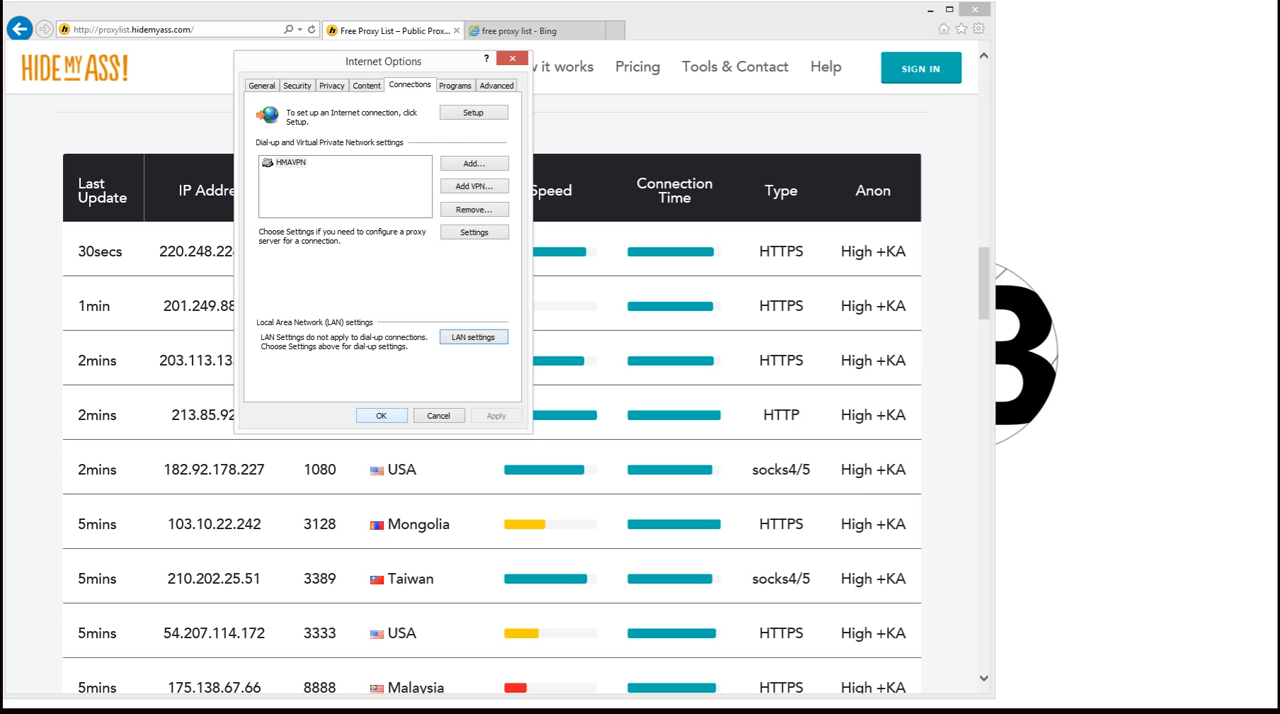 http://proxylist.hidemyass.com/
Free Proxy List – Public Prox...
free proxy list - Bing
HIDE MY ASS!
w it works
Pricing
Tools & Contact
Help
SIGN IN
Internet Options
?
General
Security
Privacy
Content
Connections
Programs
Advanced
To set up an Internet connection, click
Setup.
Setup
Dial-up and Virtual Private Network settings
HMAVPN
Add...
Add VPN...
Remove...
Choose Settings if you need to configure a proxy
server for a connection.
Settings
Local Area Network (LAN) settings
LAN Settings do not apply to dial-up connections.
Choose Settings above for dial-up settings.
LAN settings
OK
Cancel
Apply
Last
Update
IP Addre
Speed
Connection
Time
Type
Anon
30secs 220.248.22 HTTPS High +KA
1min 201.249.88 HTTPS High +KA
2mins 203.113.13 HTTPS High +KA
2mins 213.85.92 HTTP High +KA
2mins 182.92.178.227 1080 USA socks4/5 High +KA
5mins 103.10.22.242 3128 Mongolia HTTPS High +KA
5mins 210.202.25.51 3389 Taiwan socks4/5 High +KA
5mins 54.207.114.172 3333 USA HTTPS High +KA
5mins 175.138.67.66 8888 Malaysia HTTPS High +KA
B